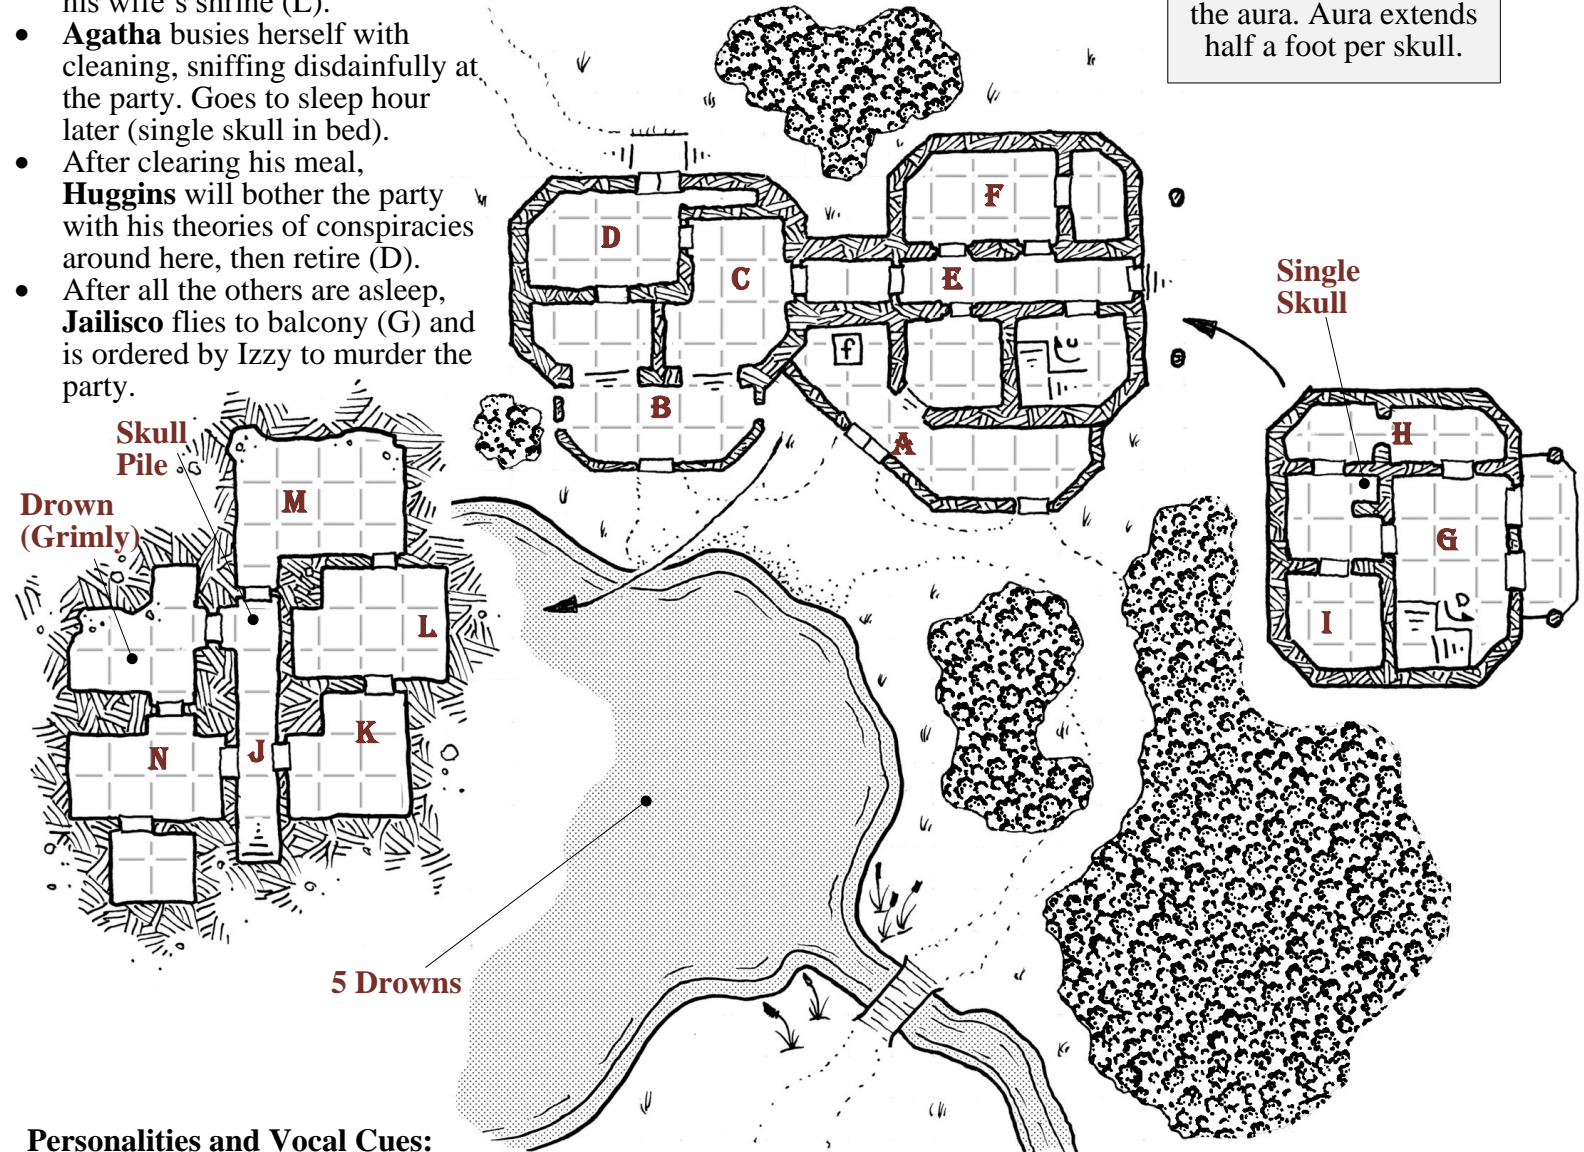 his wife's shrine (L).
• Agatha busies herself with
cleaning, sniffing disdainfully at
the party. Goes to sleep hour
later (single skull in bed).
• After clearing his meal,
Huggins will bother the party
with his theories of conspiracies
around here, then retire (D).
• After all the others are asleep,
Jailisco flies to balcony (G) and
is ordered by Izzy to murder the
party.
the aura. Aura extends
half a foot per skull.
F
D
C
E
Single
Skull
f
B
A
H
G
I
Skull
Pile
M
Drown
(Grimly)
L
K
N
J
5 Drowns
Personalities and Vocal Cues: